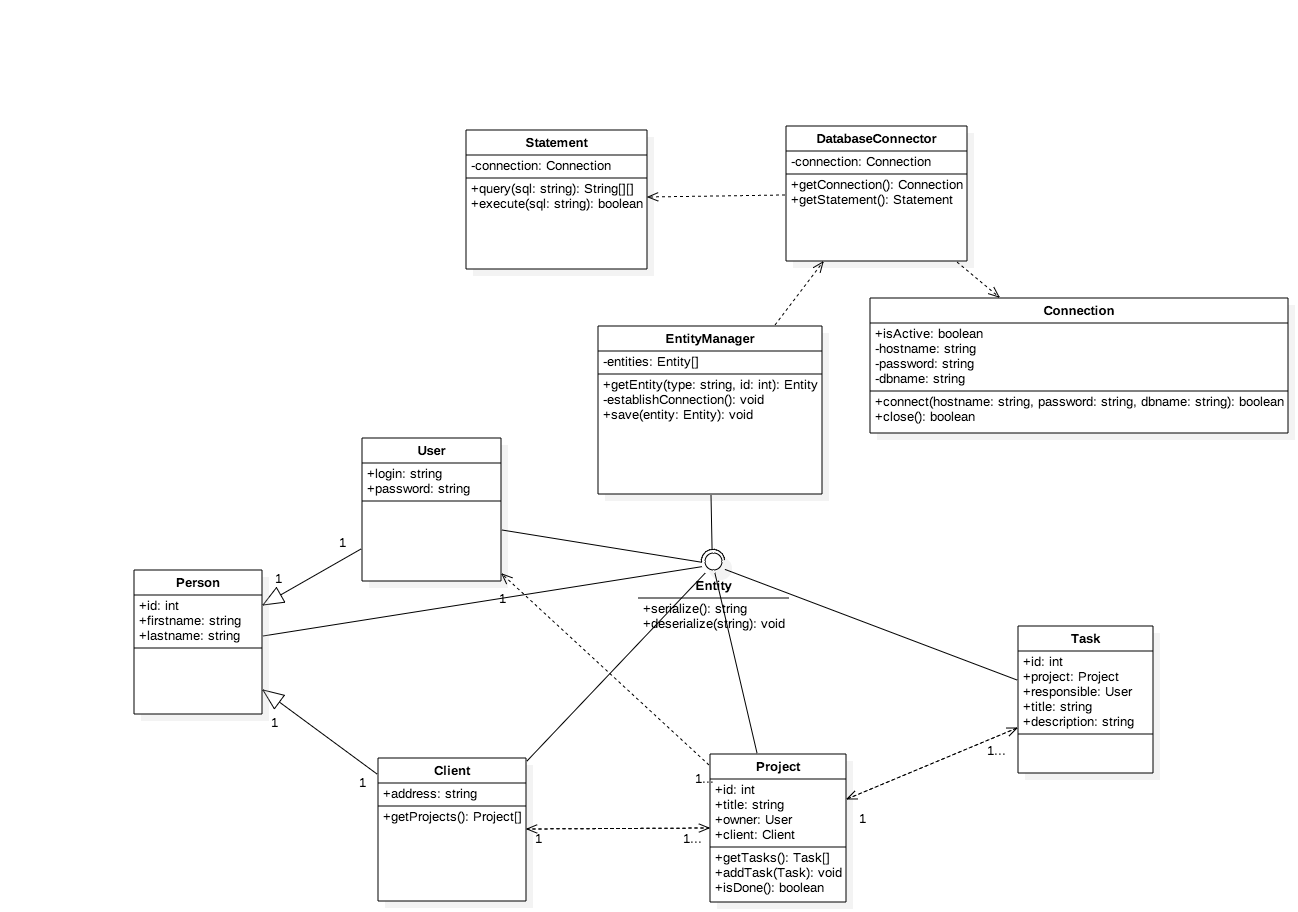 Statement
-connection: Connection
+query(sql: string): String[][]
+execute(sql: string): boolean
DatabaseConnector
-connection: Connection
+getConnection(): Connection
+getStatement(): Statement
EntityManager
-entities: Entity[]
+getEntity(type: string, id: int): Entity
-establishConnection(): void
+save(entity: Entity): void
Connection
+isActive: boolean
-hostname: string
-password: string
-dbname: string
+connect(hostname: string, password: string, dbname: string): boolean
+close(): boolean
User
+login: string
+password: string
1
1
Person
+id: int
+firstname: string
+lastname: string
1
Entity
+serialize(): string
+deserialize(string): void
Task
+id: int
+project: Project
+responsible: User
+title: string
+description: string
1
1
Client
+address: string
+getProjects(): Project[]
1
1...
1...
Project
+id: int
+title: string
+owner: User
+client: Client
+getTasks(): Task[]
+addTask(Task): void
+isDone(): boolean
1...
1